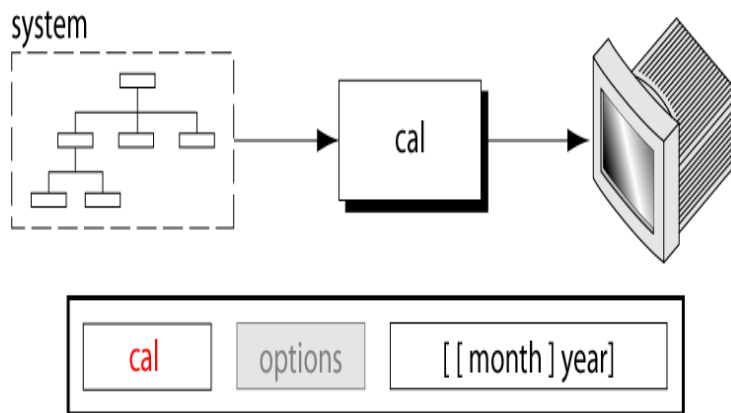 system
cal
cal options [ [ month ] year]